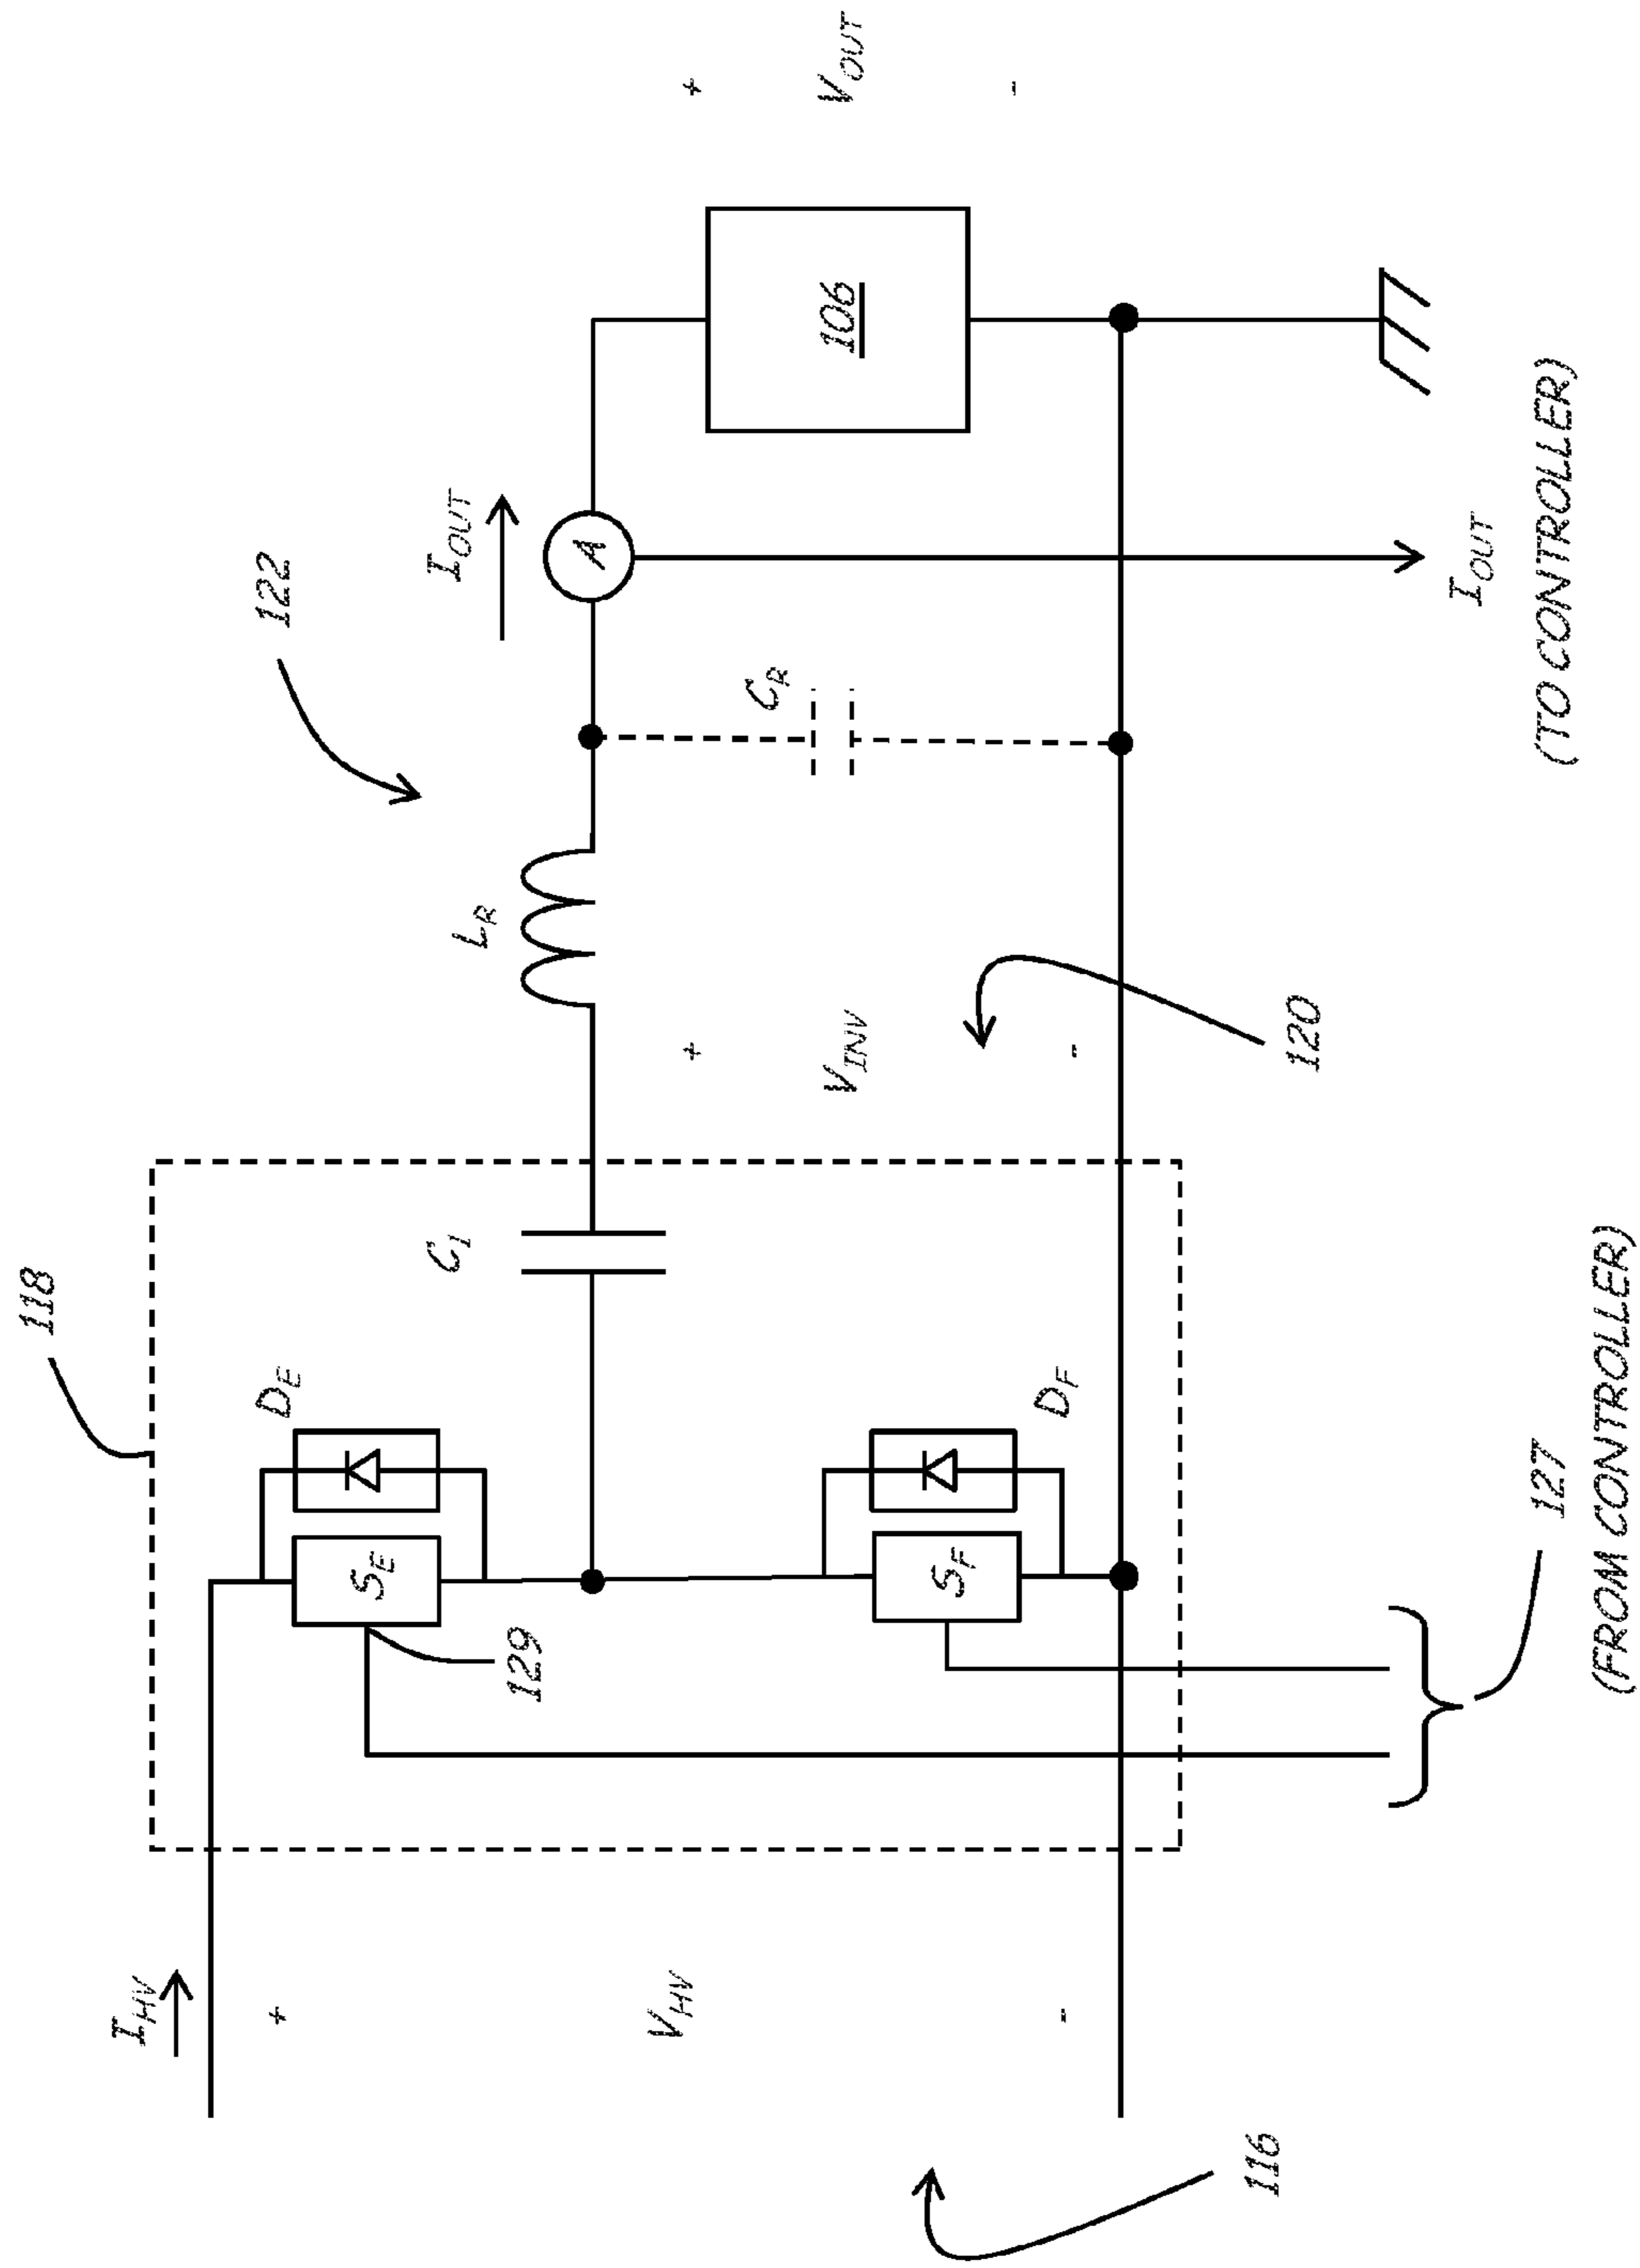 118
122
I_HV
+
V_HV
-
116
D_E
S_E
129
C_1
D_F
S_F
127
(FROM CONTROLLER)
L_R
+
V_INV
-
120
C_R
I_OUT
A
I_OUT
(TO CONTROLLER)
106
+
V_OUT
-